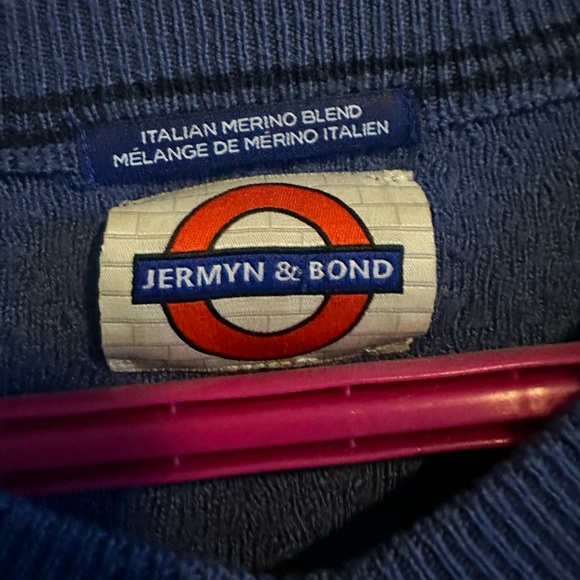 ITALIAN MERINO BLEND
MÉLANGE DE MÉRINO ITALIEN
JERMYN & BOND